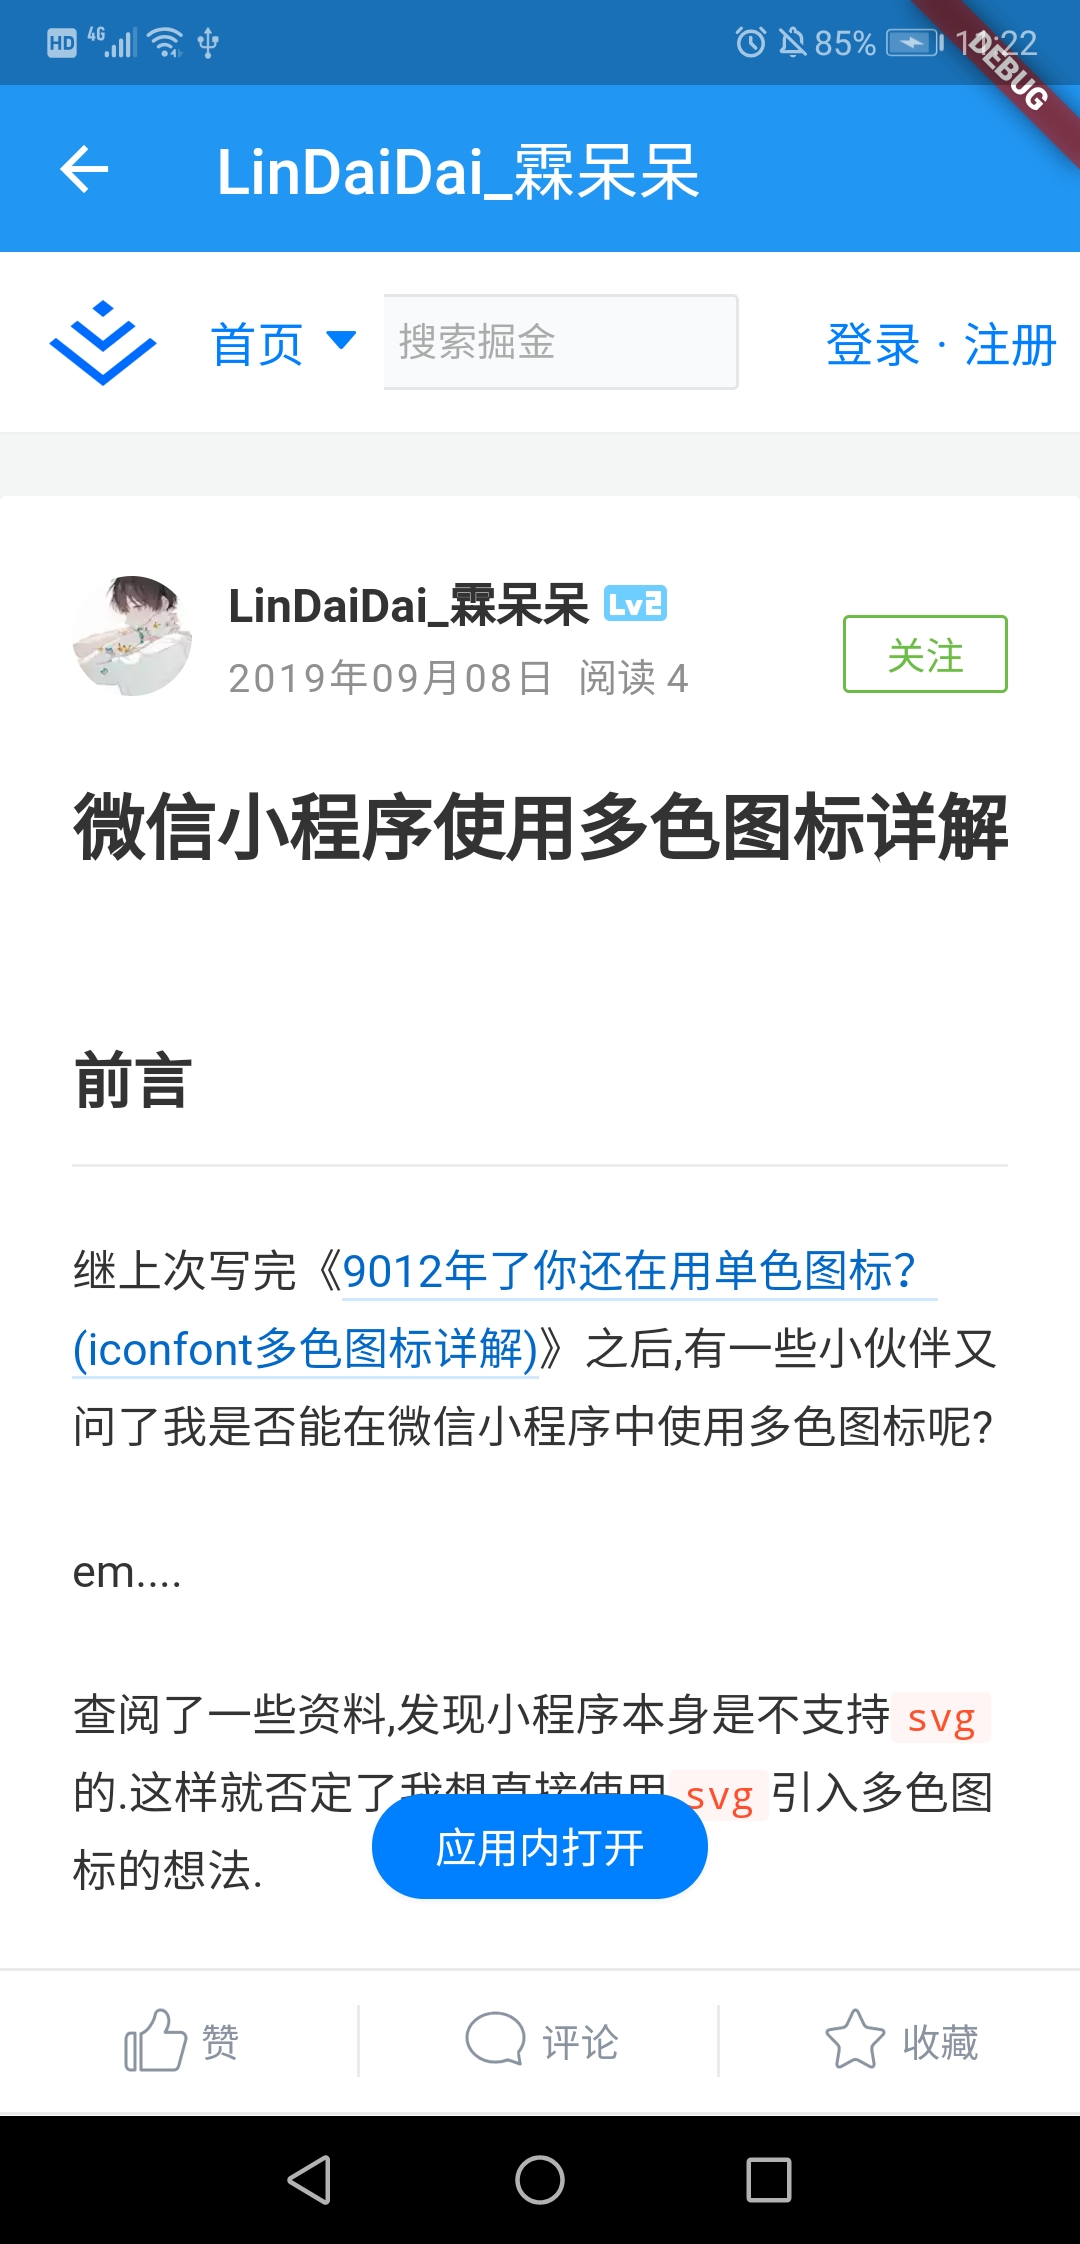 HD 4G 85% 11:22
DEBUG
LinDaiDai_霖呆呆
首页 搜索掘金 登录 · 注册
LinDaiDai_霖呆呆 Lv2
2019年09月08日 阅读 4
关注
微信小程序使用多色图标详解
前言
继上次写完《9012年了你还在用单色图标?
(iconfont多色图标详解)》之后,有一些小伙伴又
问了我是否能在微信小程序中使用多色图标呢?
em....
查阅了一些资料,发现小程序本身是不支持 svg
的.这样就否定了我想直接使用 svg 引入多色图
标的想法.
应用内打开
赞 评论 收藏